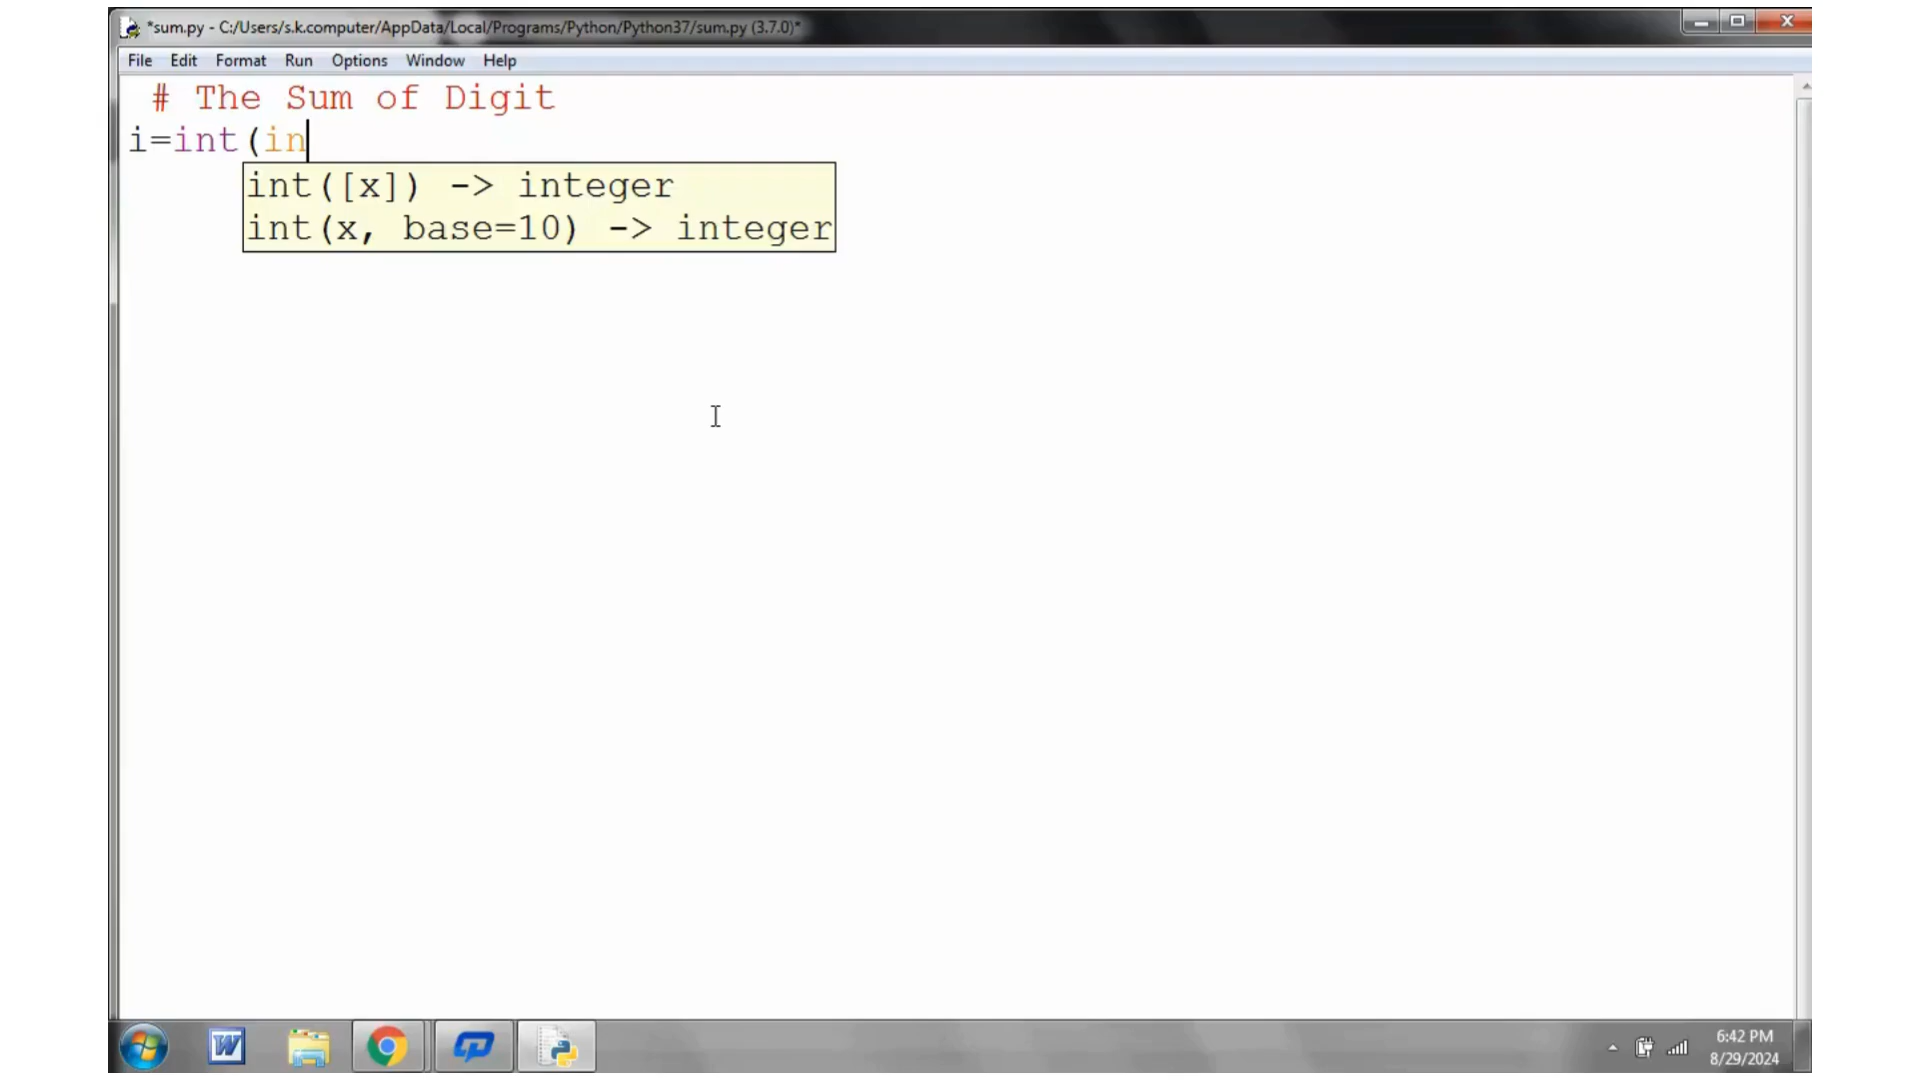 *sum.py - C:/Users/s.k.computer/AppData/Local/Programs/Python/Python37/sum.py (3.7.0)*
File Edit Format Run Options Window Help
# The Sum of Digit
i=int(in
int([x]) -> integer
int(x, base=10) -> integer
6:42 PM
8/29/2024